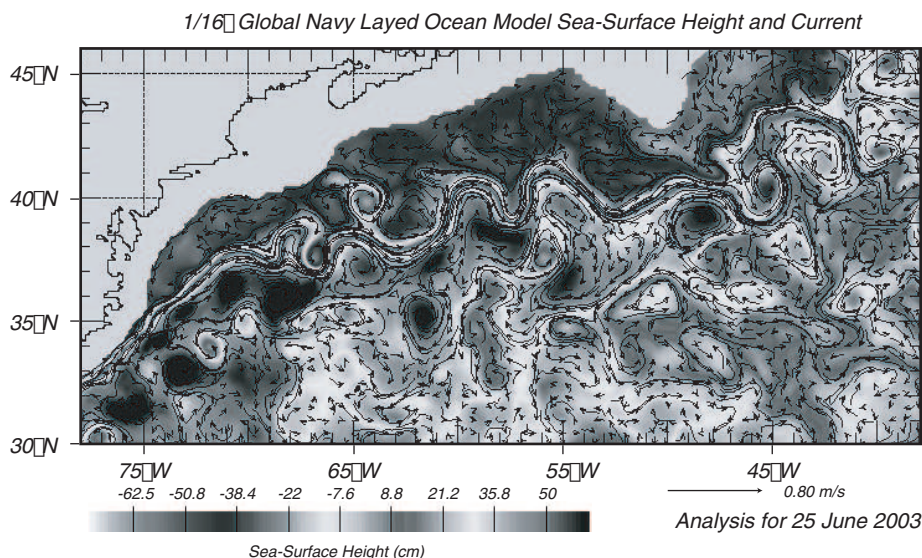 1/16▯ Global Navy Layed Ocean Model Sea-Surface Height and Current
45▯N
40▯N
35▯N
30▯N
75▯W 65▯W 55▯W 45▯W
-62.5 -50.8 -38.4 -22 -7.6 8.8 21.2 35.8 50
0.80 m/s
Analysis for 25 June 2003
Sea-Surface Height (cm)